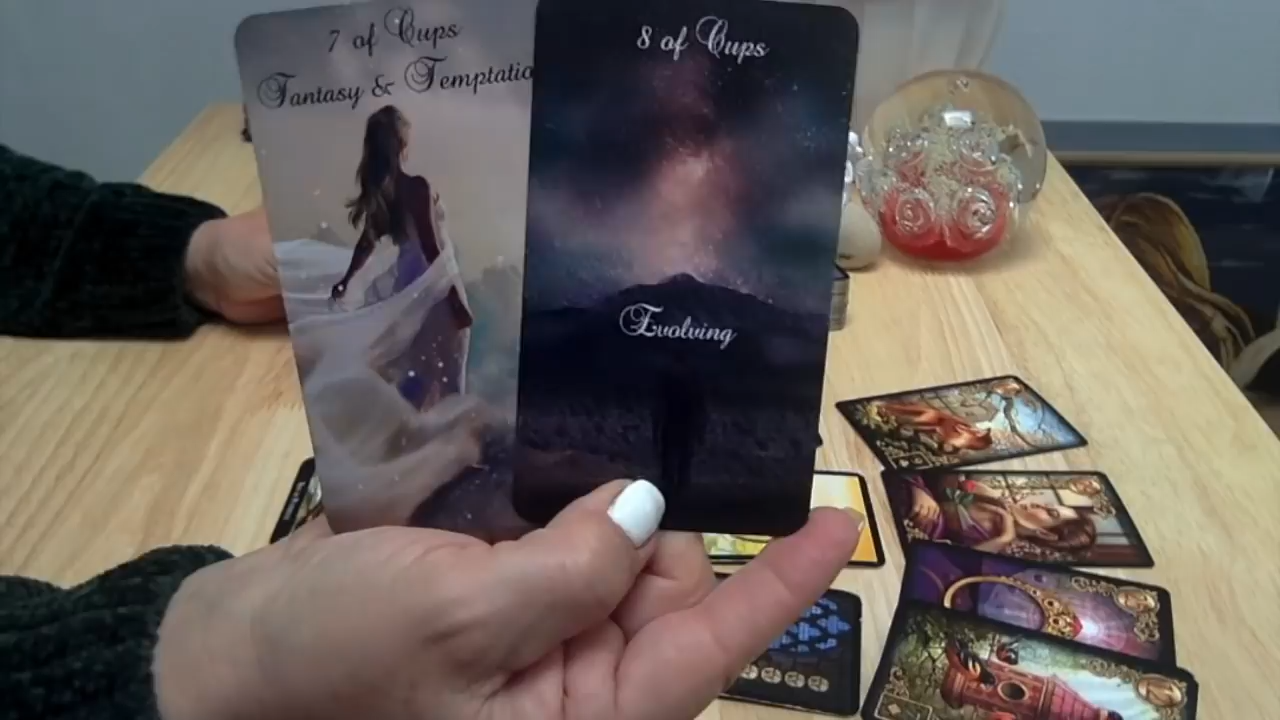 7 of Cups
Fantasy & Temptatio
8 of Cups
Evolving